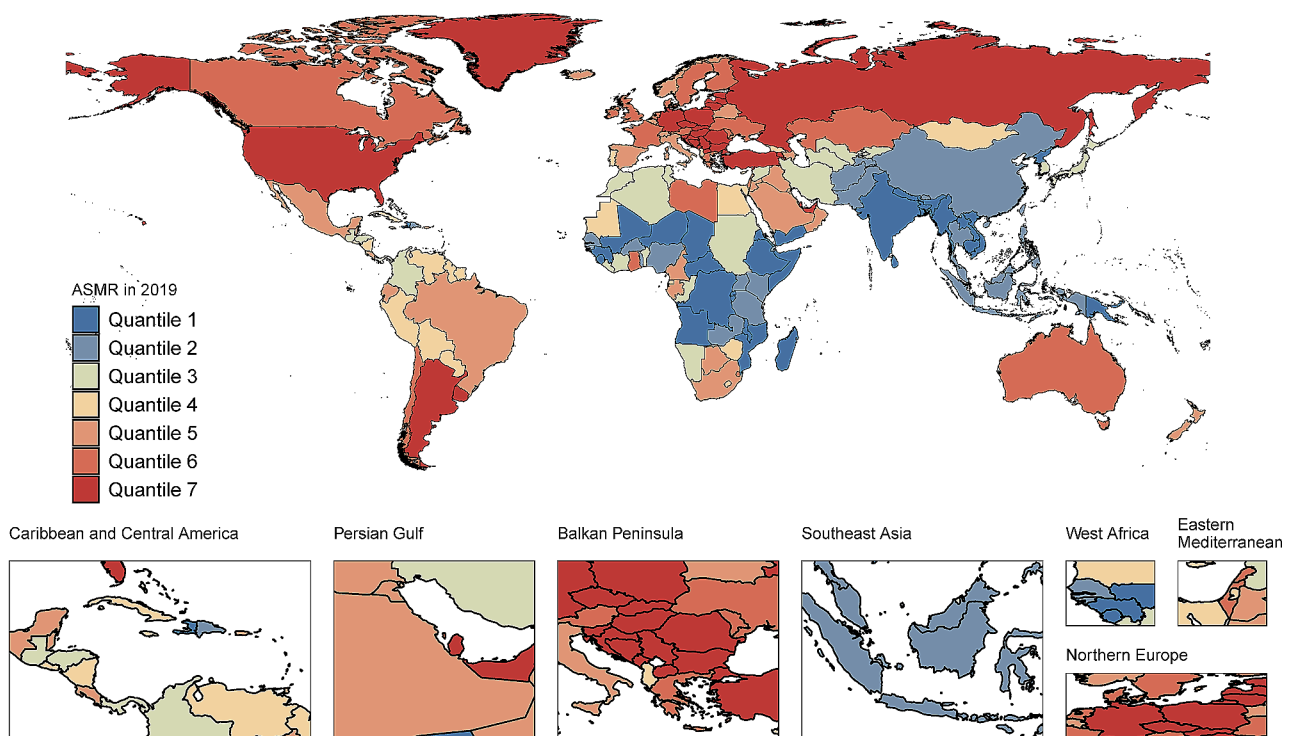 ASMR in 2019
Quantile 1
Quantile 2
Quantile 3
Quantile 4
Quantile 5
Quantile 6
Quantile 7
Caribbean and Central America
Persian Gulf
Balkan Peninsula
Southeast Asia
West Africa
Eastern
Mediterranean
Northern Europe